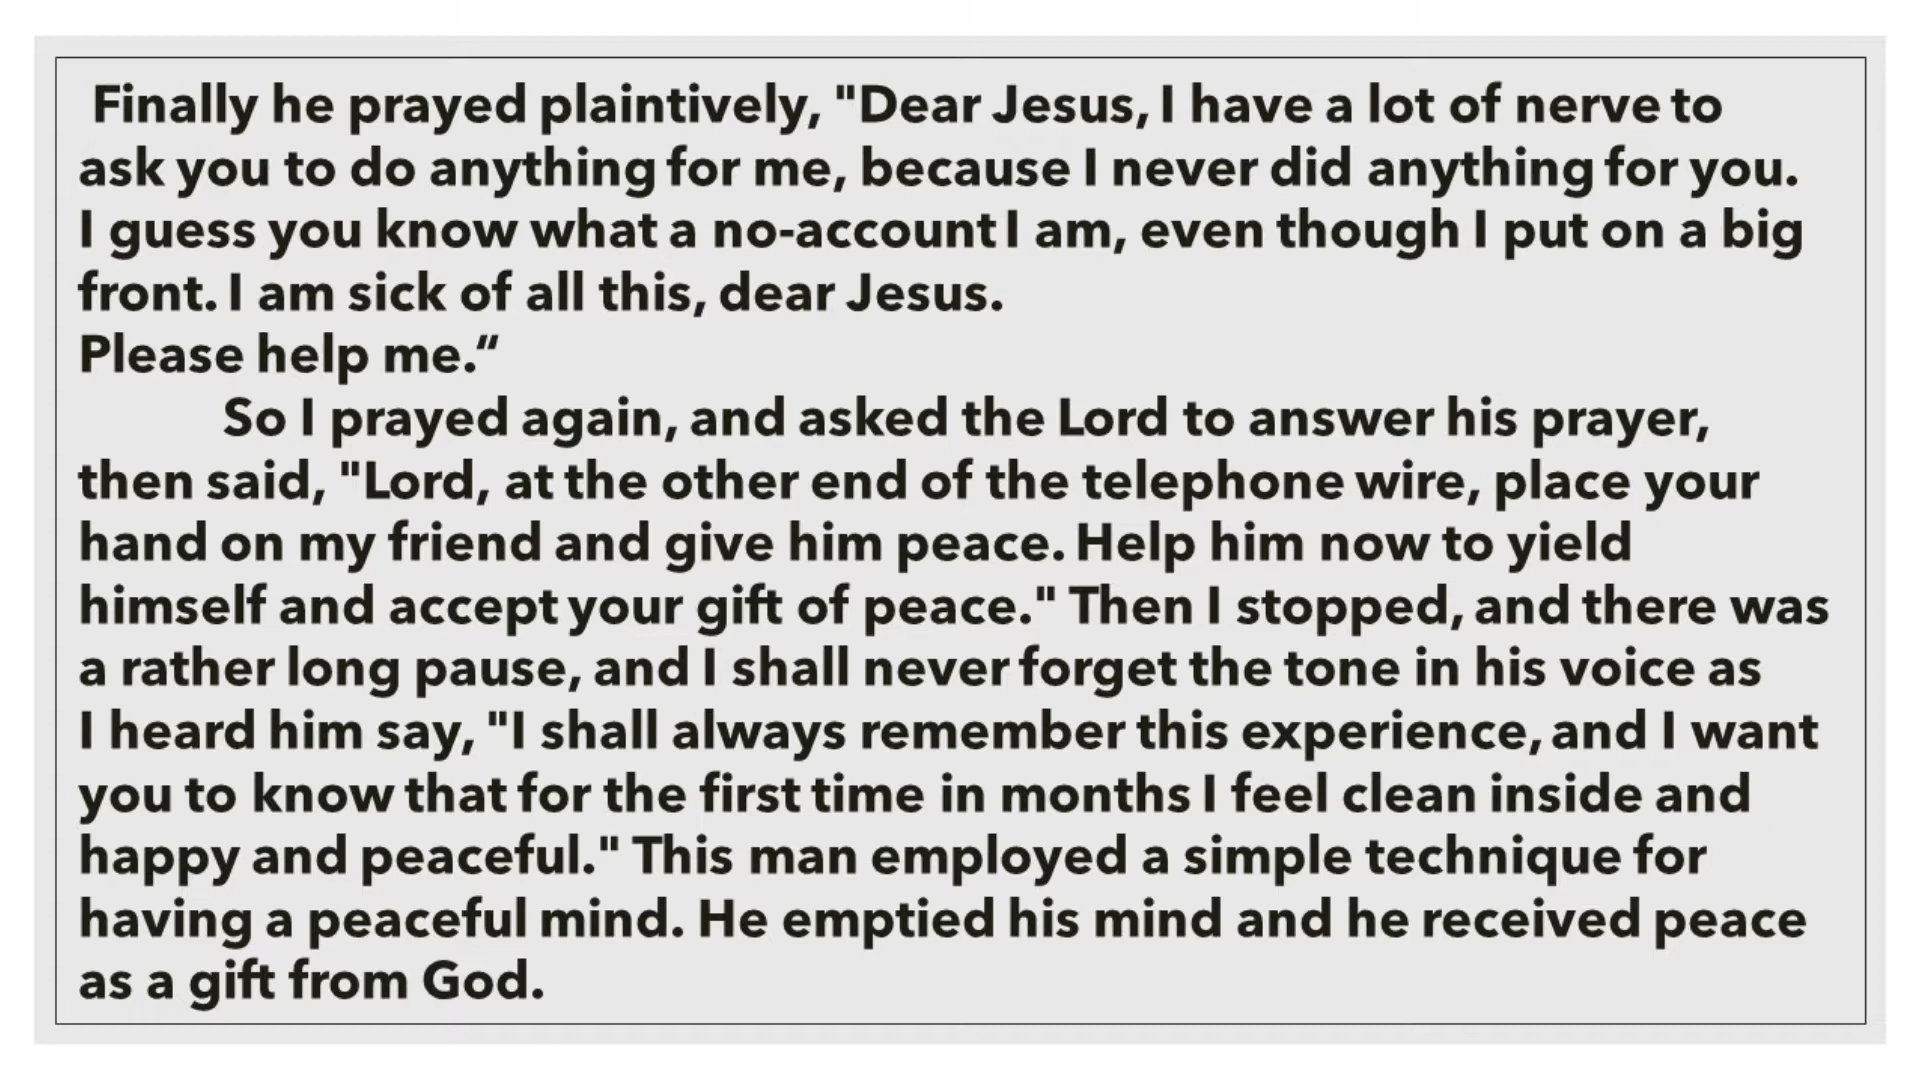 Finally he prayed plaintively, "Dear Jesus, I have a lot of nerve to
ask you to do anything for me, because I never did anything for you.
I guess you know what a no-account I am, even though I put on a big
front. I am sick of all this, dear Jesus.
Please help me.“
So I prayed again, and asked the Lord to answer his prayer,
then said, "Lord, at the other end of the telephone wire, place your
hand on my friend and give him peace. Help him now to yield
himself and accept your gift of peace." Then I stopped, and there was
a rather long pause, and I shall never forget the tone in his voice as
I heard him say, "I shall always remember this experience, and I want
you to know that for the first time in months I feel clean inside and
happy and peaceful." This man employed a simple technique for
having a peaceful mind. He emptied his mind and he received peace
as a gift from God.